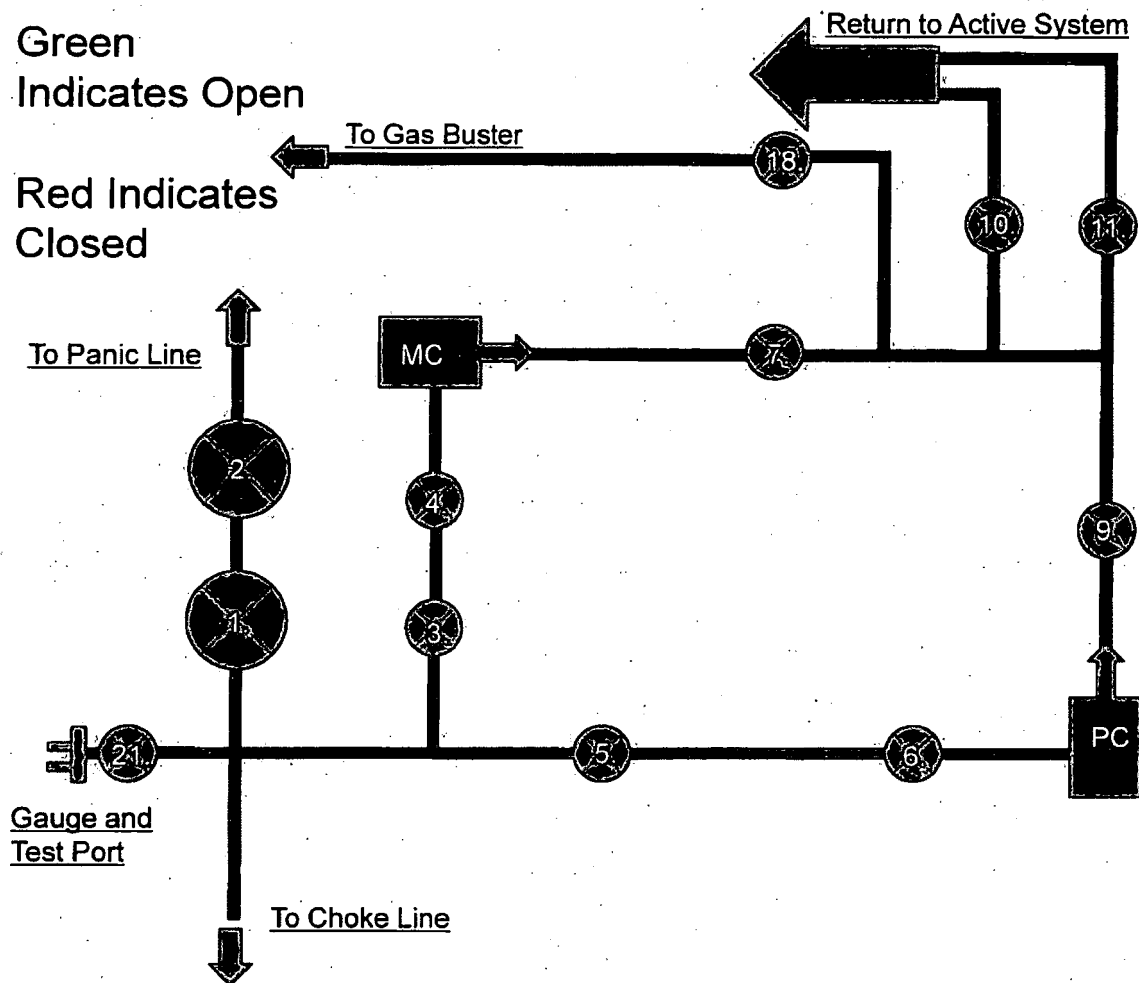 Green
Indicates Open
Return to Active System
To Gas Buster
18
Red Indicates
Closed
10
11
To Panic Line
MC
7
2
4
9
1
3
21
5
6
PC
Gauge and
Test Port
To Choke Line